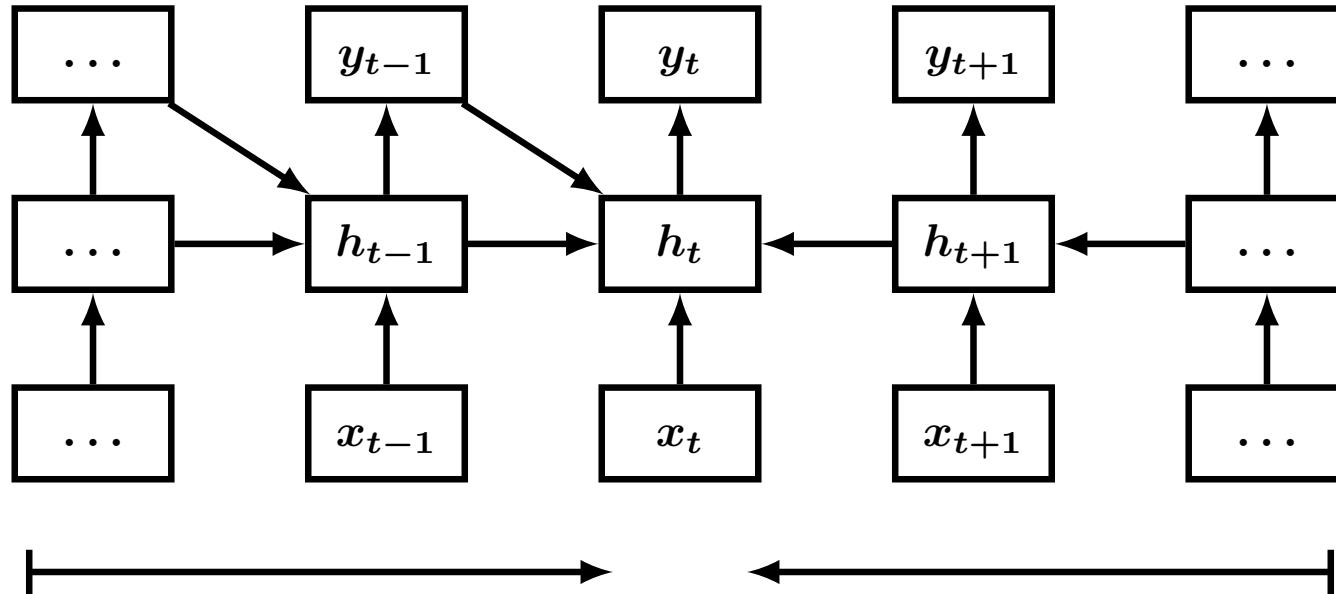 ... y_{t-1} y_t y_{t+1} ...
... h_{t-1} h_t h_{t+1} ...
... x_{t-1} x_t x_{t+1} ...